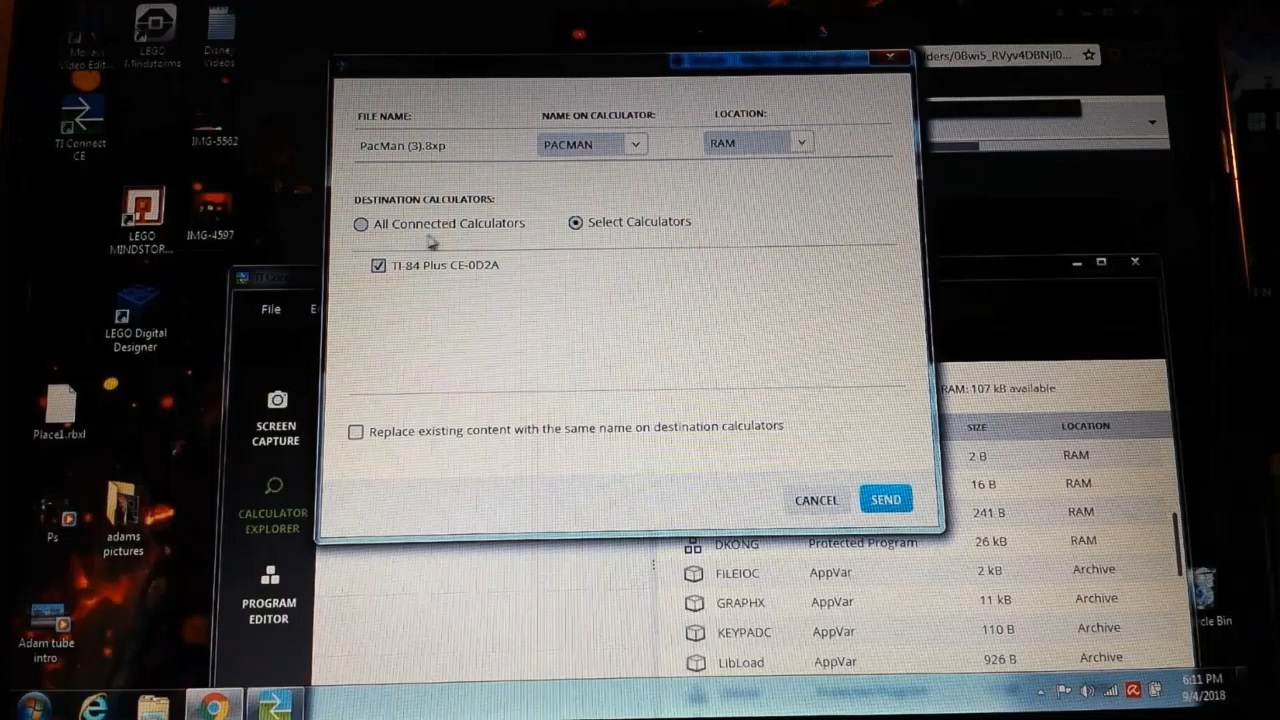 LEGO Mindstorms
Disney Videos
TI Connect CE
IMG-5562
LEGO MINDSTOR...
IMG-4597
LEGO Digital Designer
Place1.rbxl
Ps
adams pictures
Adam tube intro
ders/0Bwi5_RVyv4DBNjI0...
FILE NAME: NAME ON CALCULATOR: LOCATION:
PacMan (3).8xp PACMAN RAM
DESTINATION CALCULATORS:
All Connected Calculators Select Calculators
TI-84 Plus CE-0D2A
Replace existing content with the same name on destination calculators
CANCEL SEND
File
SCREEN CAPTURE
CALCULATOR EXPLORER
PROGRAM EDITOR
RAM: 107 kB available
SIZE LOCATION
2 B RAM
16 B RAM
241 B RAM
DKONG Protected Program 26 kB RAM
FILEIOC AppVar 2 kB Archive
GRAPHX AppVar 11 kB Archive
KEYPADC AppVar 110 B Archive
LibLoad AppVar 926 B Archive
cle Bin
6:11 PM
9/4/2018